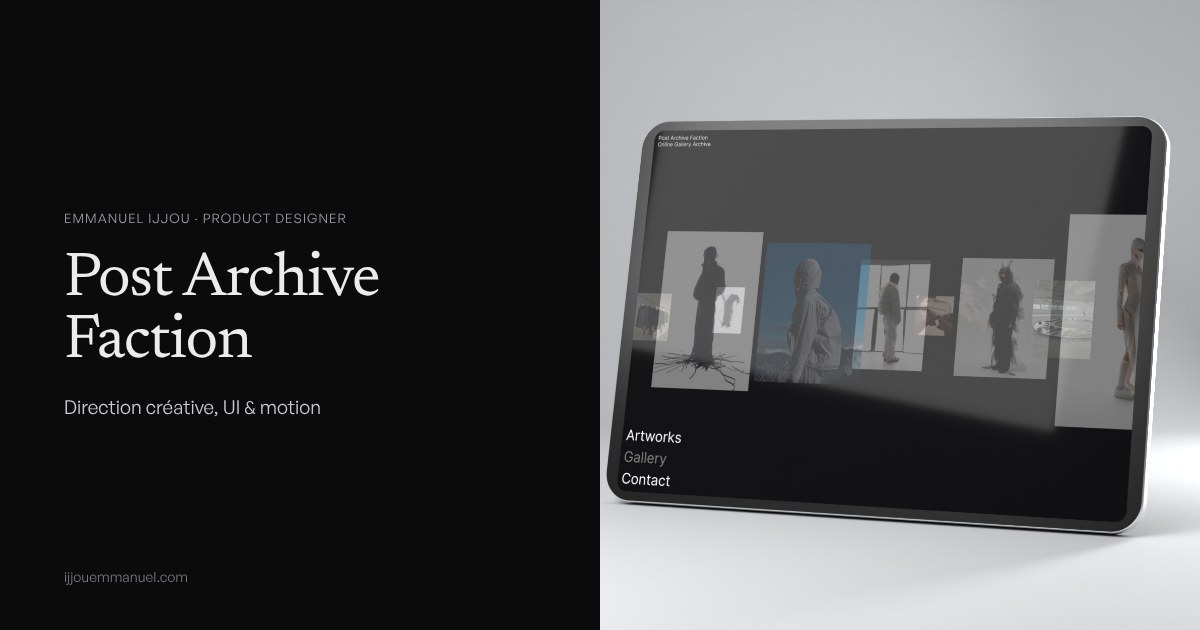 EMMANUEL IJJOU · PRODUCT DESIGNER
Post Archive
Faction
Direction créative, UI & motion
ijjouemmanuel.com
Post Archive Faction
Online Gallery Archive
Artworks
Gallery
Contact